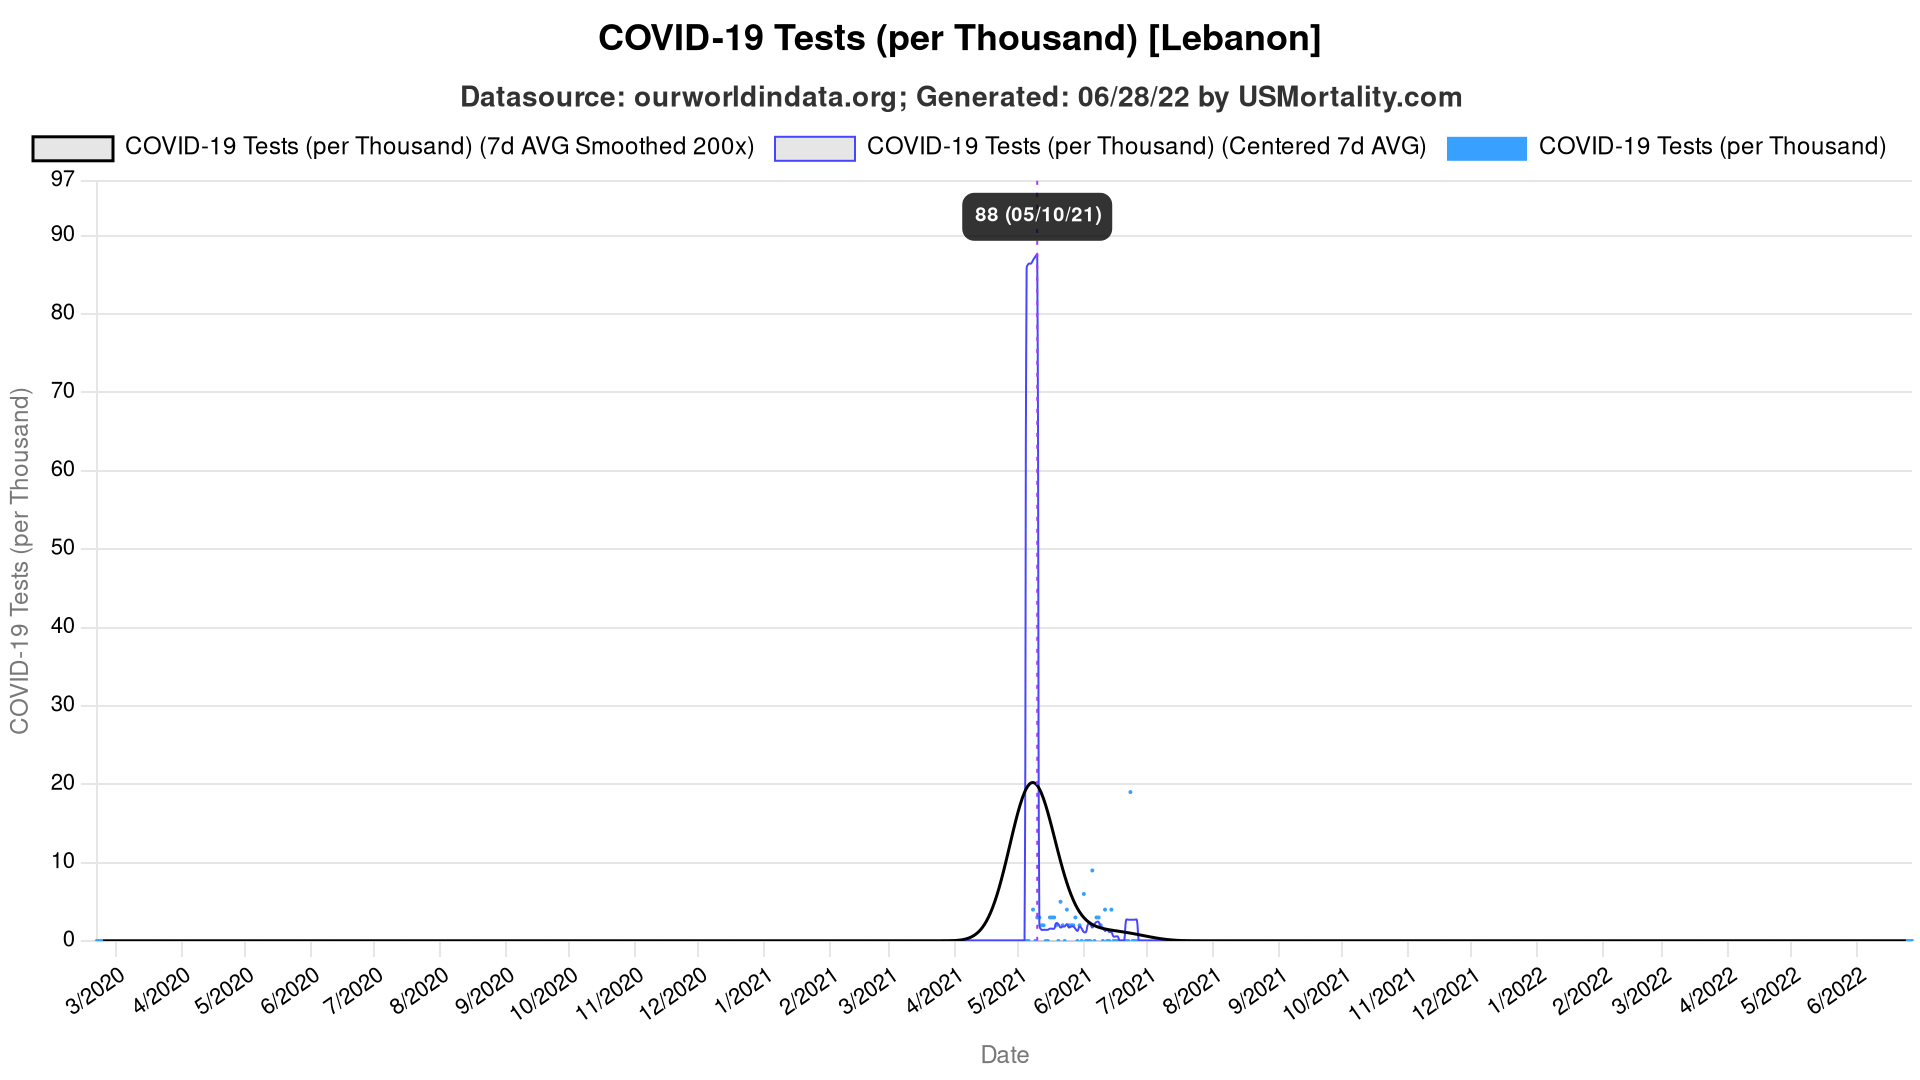 COVID-19 Tests (per Thousand) [Lebanon]
Datasource: ourworldindata.org; Generated: 06/28/22 by USMortality.com
COVID-19 Tests (per Thousand) (7d AVG Smoothed 200x) COVID-19 Tests (per Thousand) (Centered 7d AVG) COVID-19 Tests (per Thousand)
97
88 (05/10/21)
90
80
70
60
50
40
30
20
10
0
COVID-19 Tests (per Thousand)
3/2020 4/2020 5/2020 6/2020 7/2020 8/2020 9/2020 10/2020 11/2020 12/2020 1/2021 2/2021 3/2021 4/2021 5/2021 6/2021 7/2021 8/2021 9/2021 10/2021 11/2021 12/2021 1/2022 2/2022 3/2022 4/2022 5/2022 6/2022
Date